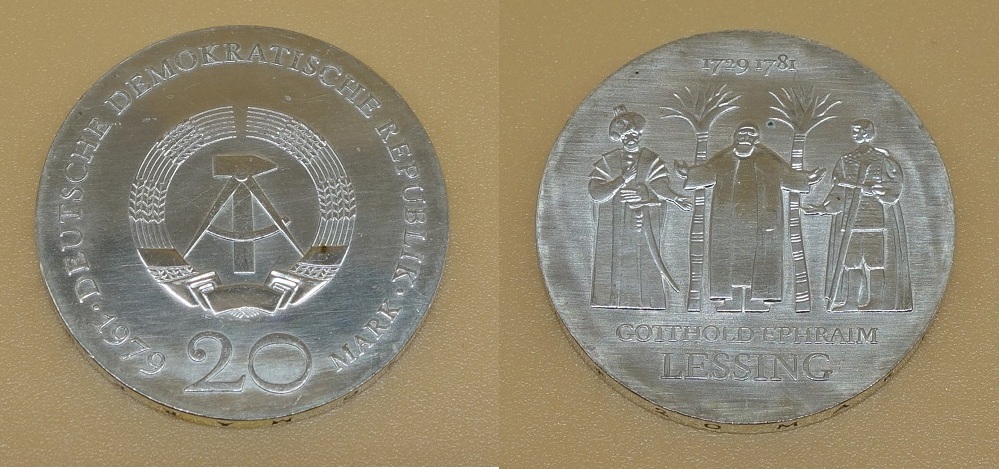 DEUTSCHE DEMOKRATISCHE REPUBLIK
1979
20
MARK
1729 1781
GOTTHOLD EPHRAIM
LESSING